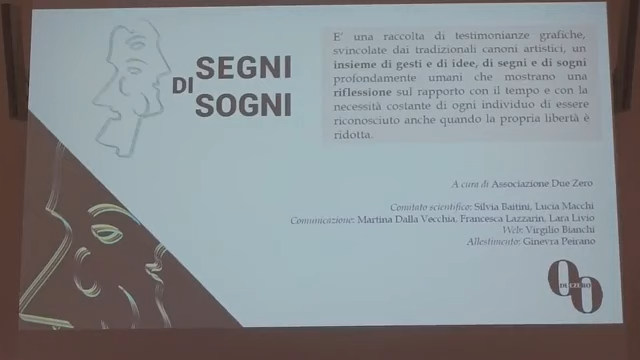 SEGNI
DI
SOGNI
E' una raccolta di testimonianze grafiche,
svincolate dai tradizionali canoni artistici, un
insieme di gesti e di idee, di segni e di sogni
profondamente umani che mostrano una
riflessione sul rapporto con il tempo e con la
necessità costante di ogni individuo di essere
riconosciuto anche quando la propria libertà è
ridotta.
A cura di Associazione Due Zero
Comitato scientifico: Silvia Baitini, Lucia Macchi
Comunicazione: Martina Dalla Vecchia, Francesca Lazzarin, Lara Livio
Web: Virgilio Bianchi
Allestimento: Ginevra Peirano
DUEZERO